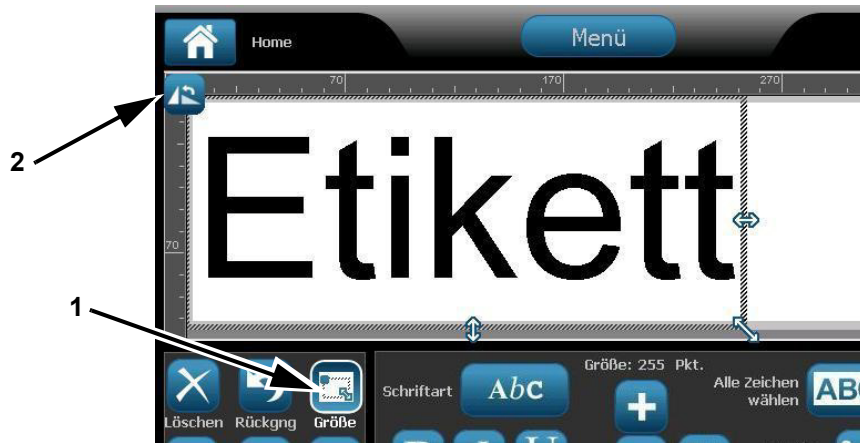 Home
Menü
70 170 270
2
Etikett
70
1
Größe: 255 Pkt.
Schriftart AbC
Alle Zeichen
wählen
Löschen Rückgng Größe